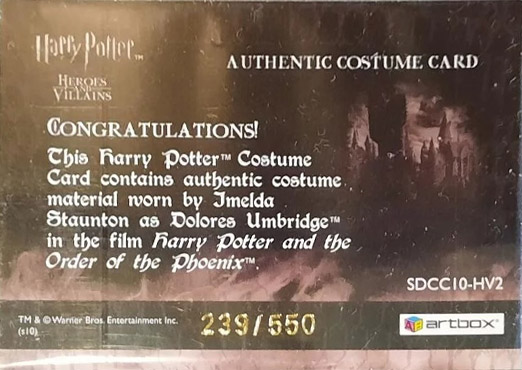 Harry Potter™
HEROES
AND
VILLAINS
AUTHENTIC COSTUME CARD
CONGRATULATIONS!
This Harry Potter™ Costume
Card contains authentic costume
material worn by Imelda
Staunton as Dolores Umbridge™
in the film Harry Potter and the
Order of the Phoenix™.
SDCC10-HV2
TM & © Warner Bros. Entertainment Inc.
(s10)
239/550
artbox